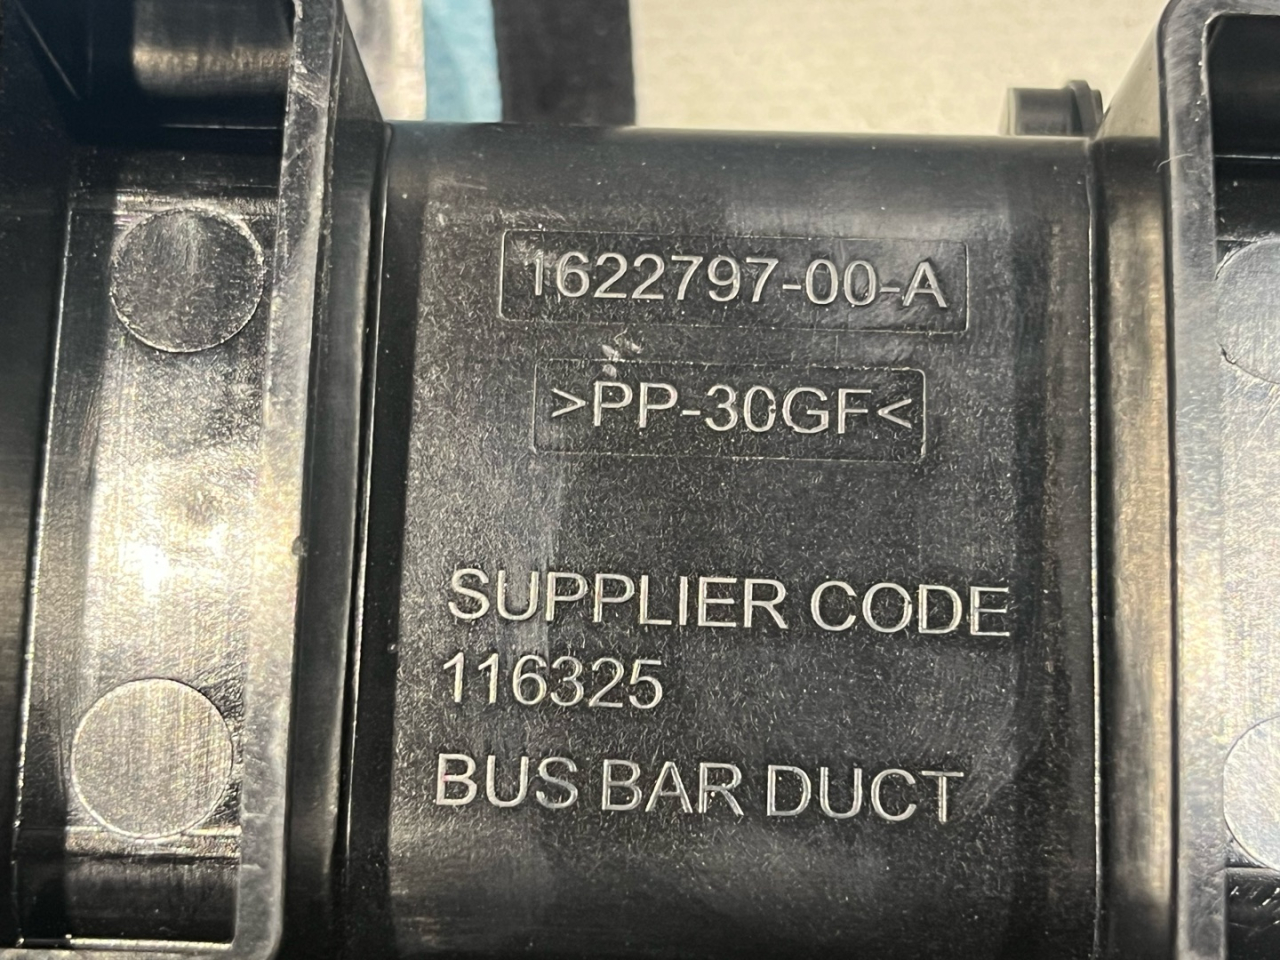 1622797-00-A
>PP-30GF<
SUPPLIER CODE
116325
BUS BAR DUCT